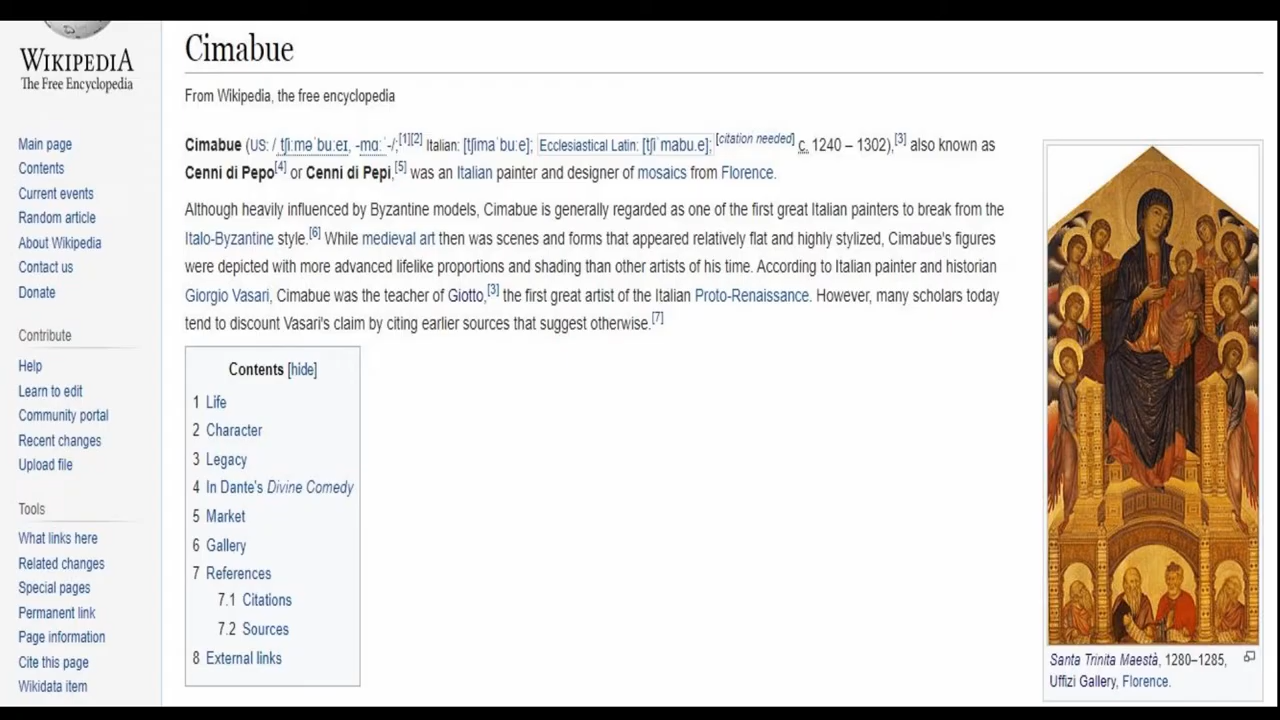 WIKIPEDIA
The Free Encyclopedia
Main page
Contents
Current events
Random article
About Wikipedia
Contact us
Donate
Contribute
Help
Learn to edit
Community portal
Recent changes
Upload file
Tools
What links here
Related changes
Special pages
Permanent link
Page information
Cite this page
Wikidata item
Cimabue
From Wikipedia, the free encyclopedia
Cimabue (US: /ˌtʃiːməˈbuːeɪ, -mɑːˈ-/;[1][2] Italian: [tʃimaˈbuːe]; Ecclesiastical Latin: [tʃiˈmabu.e];[citation needed] c. 1240 – 1302),[3] also known as
Cenni di Pepo[4] or Cenni di Pepi,[5] was an Italian painter and designer of mosaics from Florence.
Although heavily influenced by Byzantine models, Cimabue is generally regarded as one of the first great Italian painters to break from the
Italo-Byzantine style.[6] While medieval art then was scenes and forms that appeared relatively flat and highly stylized, Cimabue's figures
were depicted with more advanced lifelike proportions and shading than other artists of his time. According to Italian painter and historian
Giorgio Vasari, Cimabue was the teacher of Giotto,[3] the first great artist of the Italian Proto-Renaissance. However, many scholars today
tend to discount Vasari's claim by citing earlier sources that suggest otherwise.[7]
Contents [hide]
1 Life
2 Character
3 Legacy
4 In Dante's Divine Comedy
5 Market
6 Gallery
7 References
7.1 Citations
7.2 Sources
8 External links
Santa Trinita Maestà, 1280–1285,
Uffizi Gallery, Florence.